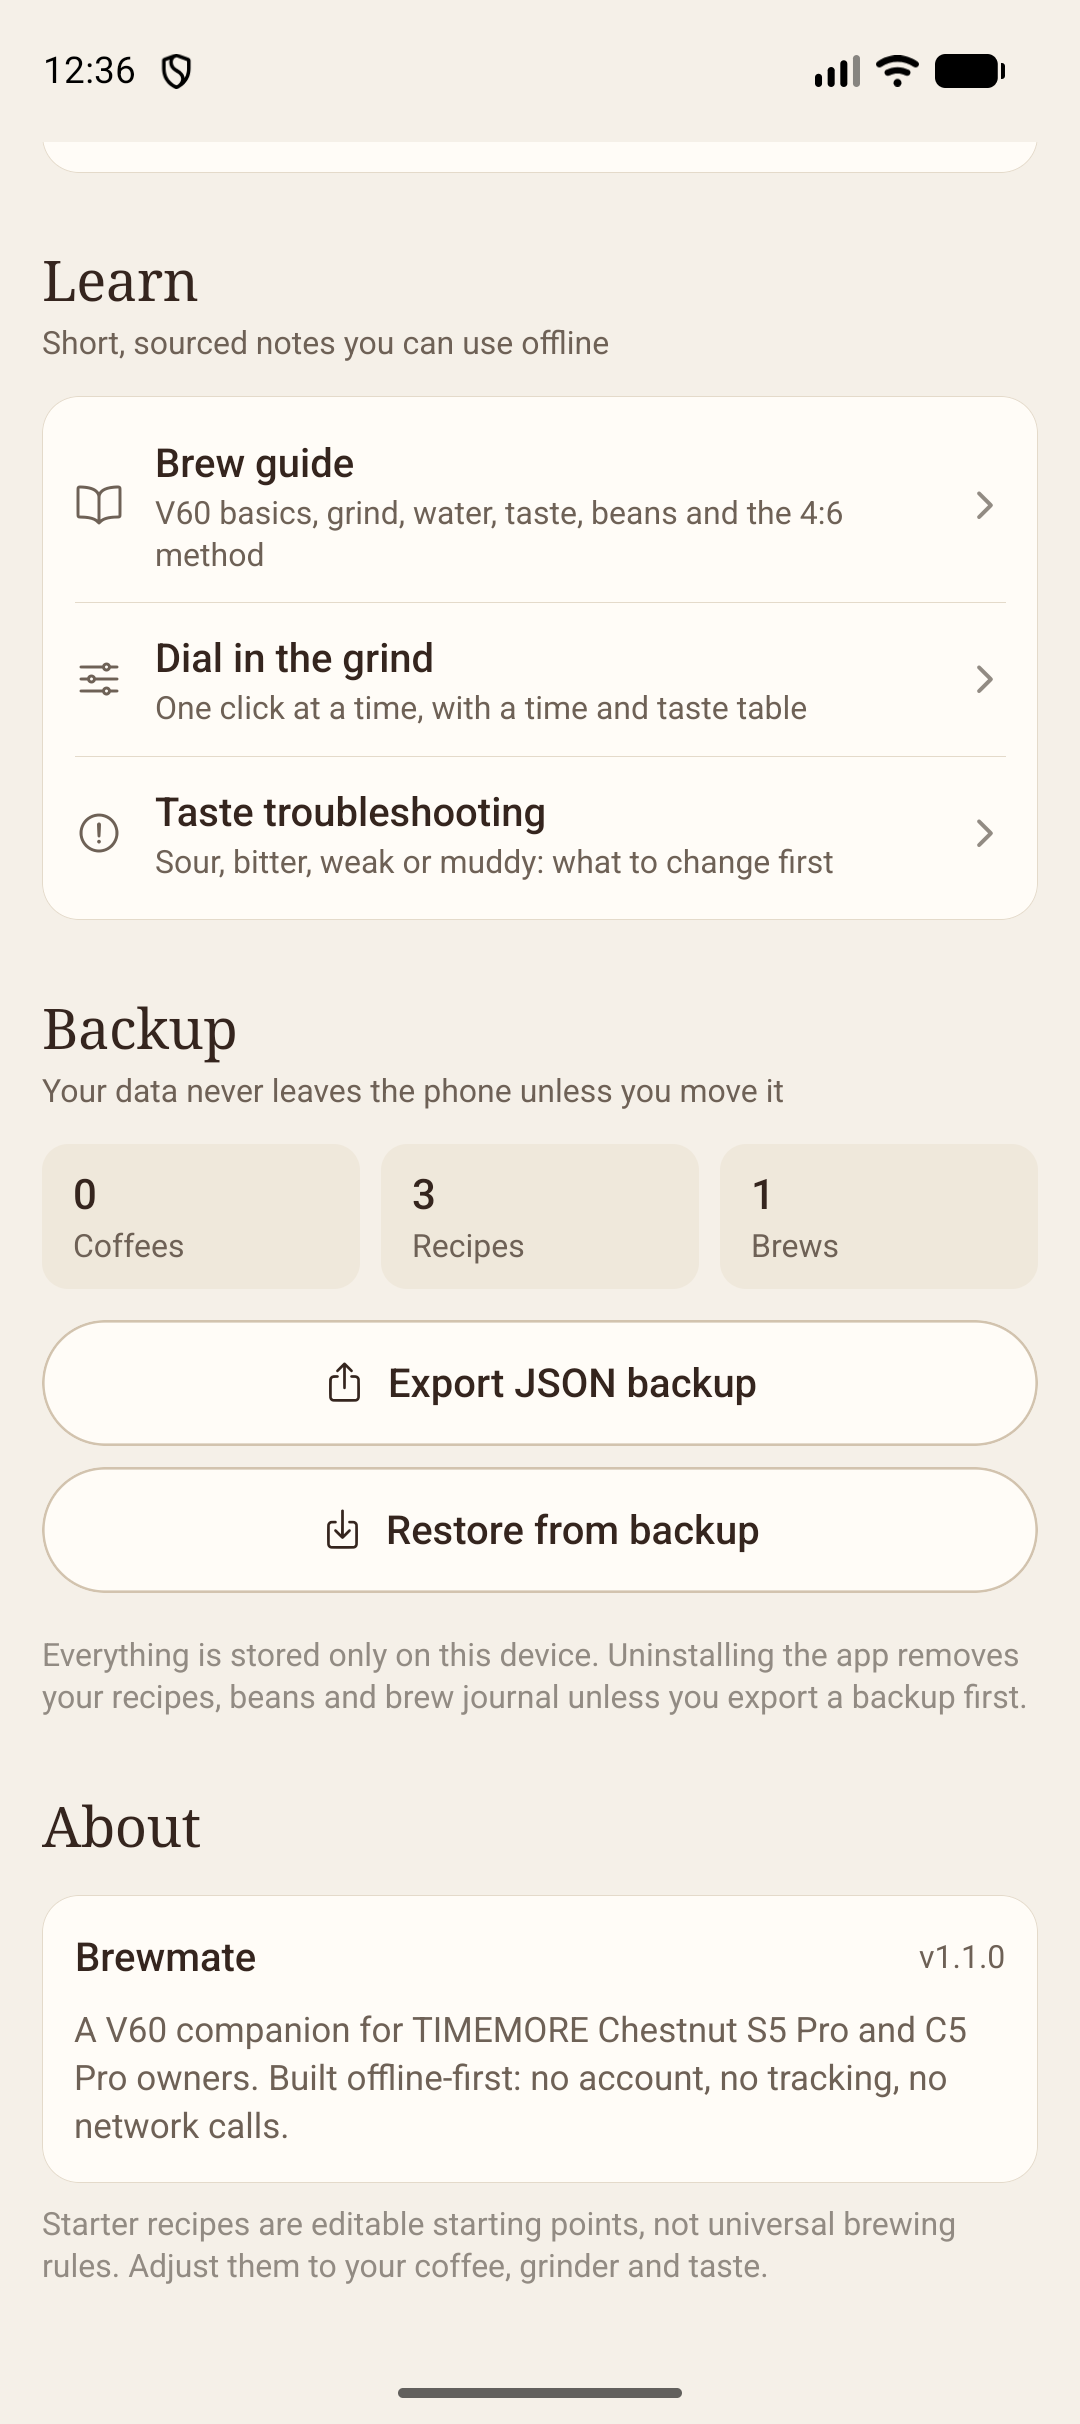 12:36
Learn
Short, sourced notes you can use offline
Brew guide
V60 basics, grind, water, taste, beans and the 4:6
method
Dial in the grind
One click at a time, with a time and taste table
Taste troubleshooting
Sour, bitter, weak or muddy: what to change first
Backup
Your data never leaves the phone unless you move it
0
Coffees
3
Recipes
1
Brews
Export JSON backup
Restore from backup
Everything is stored only on this device. Uninstalling the app removes
your recipes, beans and brew journal unless you export a backup first.
About
Brewmate
v1.1.0
A V60 companion for TIMEMORE Chestnut S5 Pro and C5
Pro owners. Built offline-first: no account, no tracking, no
network calls.
Starter recipes are editable starting points, not universal brewing
rules. Adjust them to your coffee, grinder and taste.